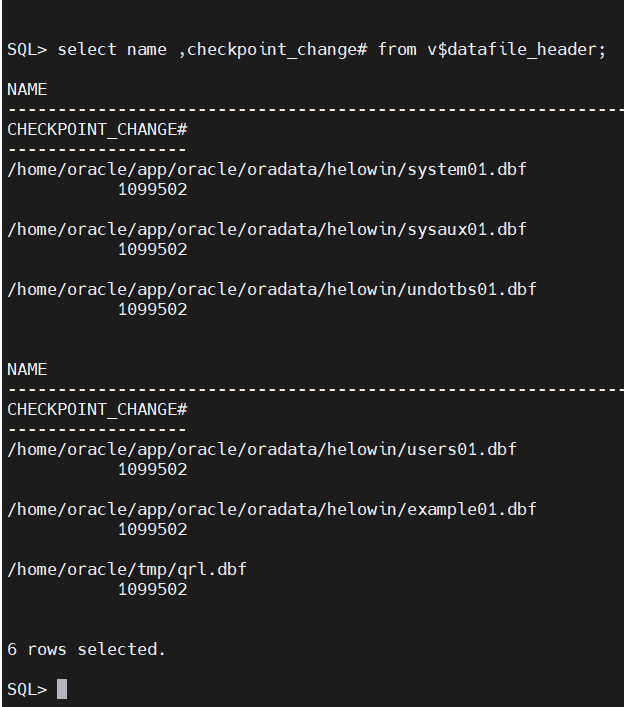 SQL> select name ,checkpoint_change# from v$datafile_header;
NAME
--------------------------------------------------------------
CHECKPOINT_CHANGE#
------------------
/home/oracle/app/oracle/oradata/helowin/system01.dbf
1099502
/home/oracle/app/oracle/oradata/helowin/sysaux01.dbf
1099502
/home/oracle/app/oracle/oradata/helowin/undotbs01.dbf
1099502
NAME
--------------------------------------------------------------
CHECKPOINT_CHANGE#
------------------
/home/oracle/app/oracle/oradata/helowin/users01.dbf
1099502
/home/oracle/app/oracle/oradata/helowin/example01.dbf
1099502
/home/oracle/tmp/qrl.dbf
1099502
6 rows selected.
SQL>